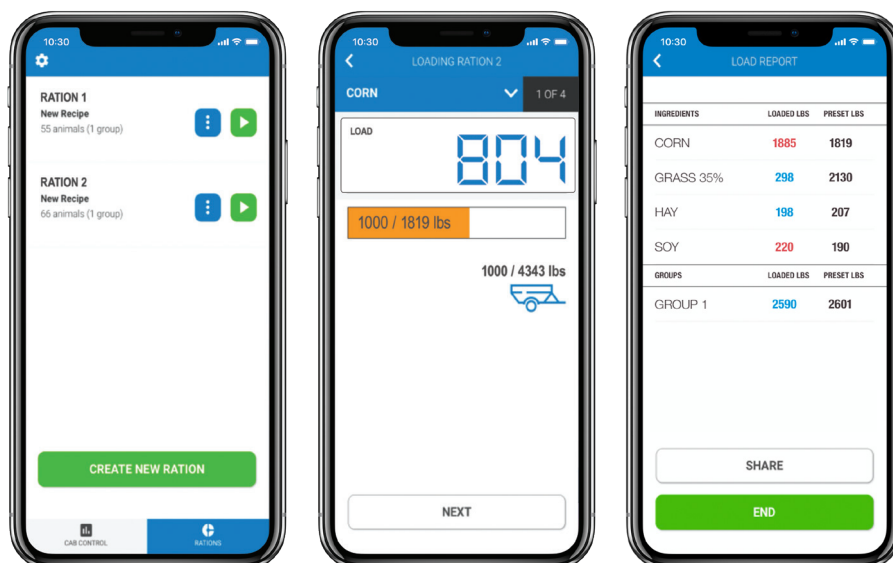 10:30
RATION 1
New Recipe
55 animals (1 group)
RATION 2
New Recipe
66 animals (1 group)
CREATE NEW RATION
CAB CONTROL
RATIONS
10:30
LOADING RATION 2
CORN
1 OF 4
LOAD
804
1000 / 1819 lbs
1000 / 4343 lbs
NEXT
10:30
LOAD REPORT
INGREDIENTS LOADED LBS PRESET LBS
CORN 1885 1819
GRASS 35% 298 2130
HAY 198 207
SOY 220 190
GROUPS LOADED LBS PRESET LBS
GROUP 1 2590 2601
SHARE
END